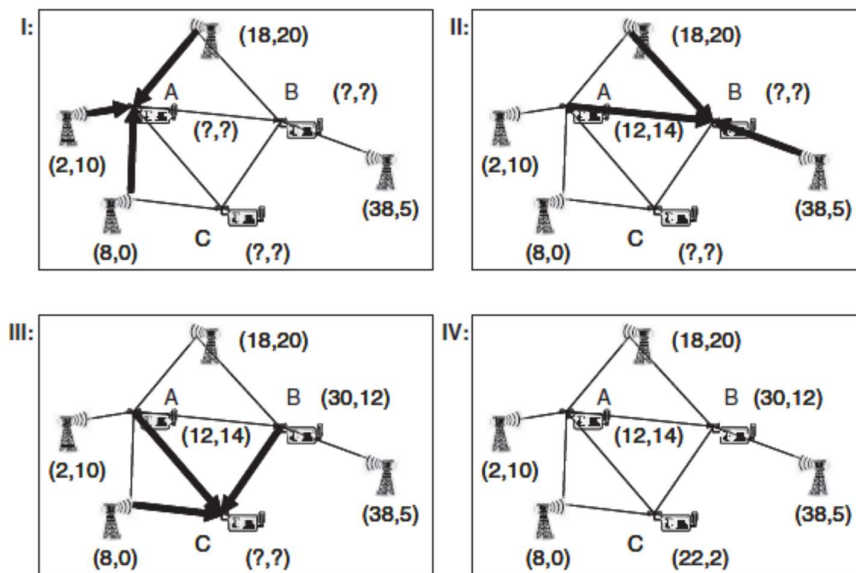 I:
(18,20)
A
B
(?,?)
(?,?)
(2,10)
(38,5)
C
(8,0)
(?,?)
II:
(18,20)
A
B
(?,?)
(12,14)
(2,10)
(38,5)
C
(8,0)
(?,?)
III:
(18,20)
A
B
(30,12)
(12,14)
(2,10)
(38,5)
(8,0)
C
(?,?)
IV:
(18,20)
A
B
(30,12)
(12,14)
(2,10)
(38,5)
(8,0)
C
(22,2)